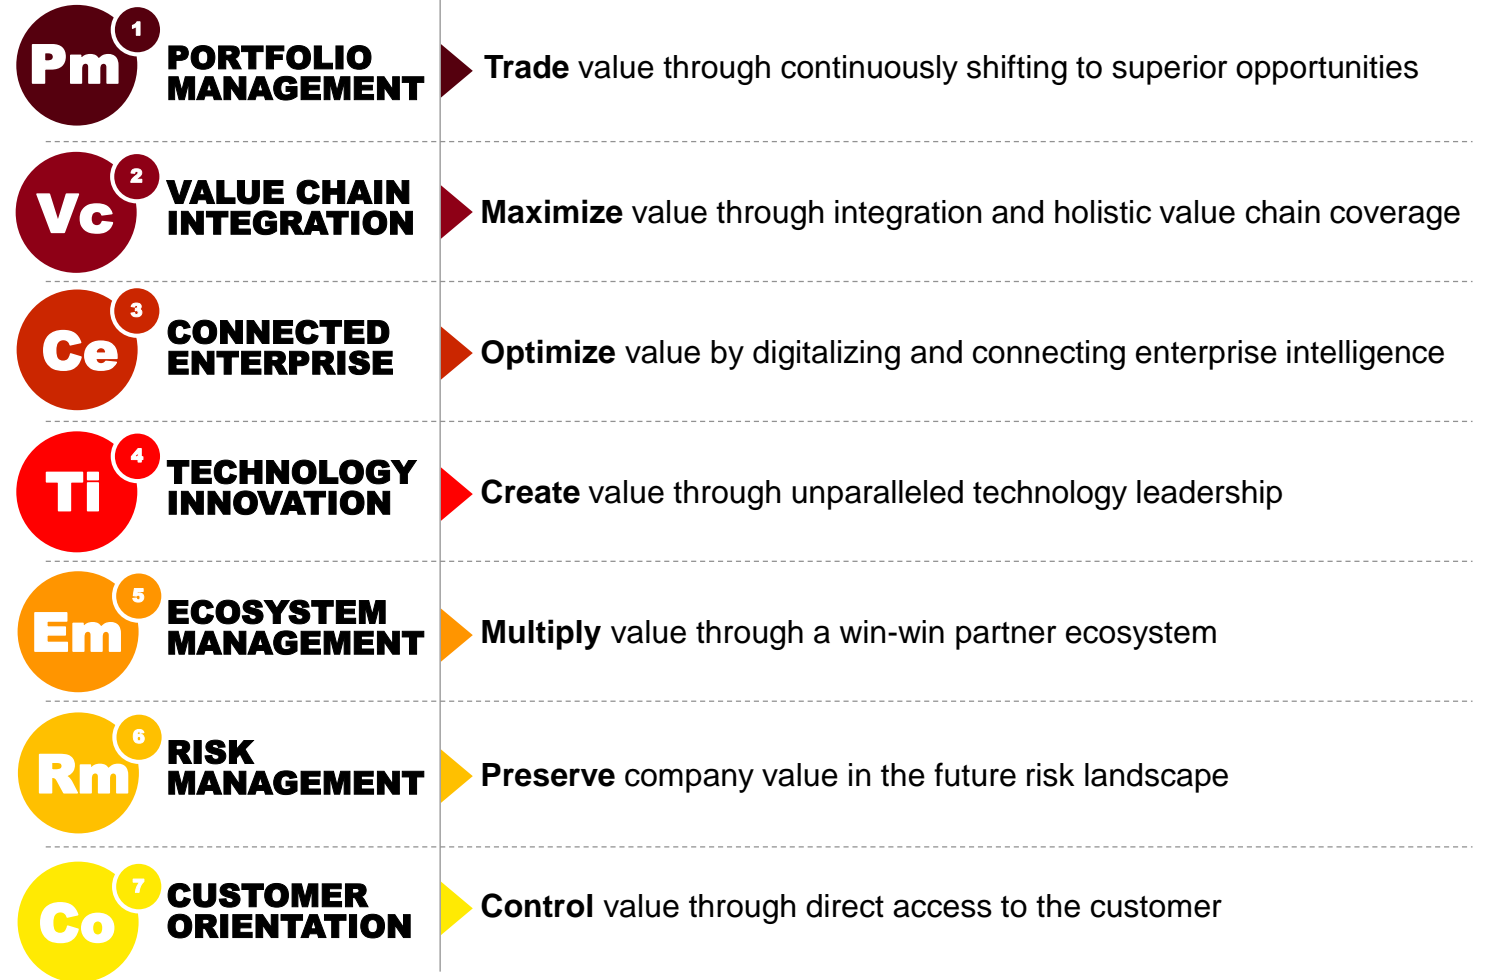 Pm
1
PORTFOLIO
MANAGEMENT
Trade value through continuously shifting to superior opportunities
Vc
2
VALUE CHAIN
INTEGRATION
Maximize value through integration and holistic value chain coverage
Ce
3
CONNECTED
ENTERPRISE
Optimize value by digitalizing and connecting enterprise intelligence
Ti
4
TECHNOLOGY
INNOVATION
Create value through unparalleled technology leadership
Em
5
ECOSYSTEM
MANAGEMENT
Multiply value through a win-win partner ecosystem
Rm
6
RISK
MANAGEMENT
Preserve company value in the future risk landscape
Co
7
CUSTOMER
ORIENTATION
Control value through direct access to the customer